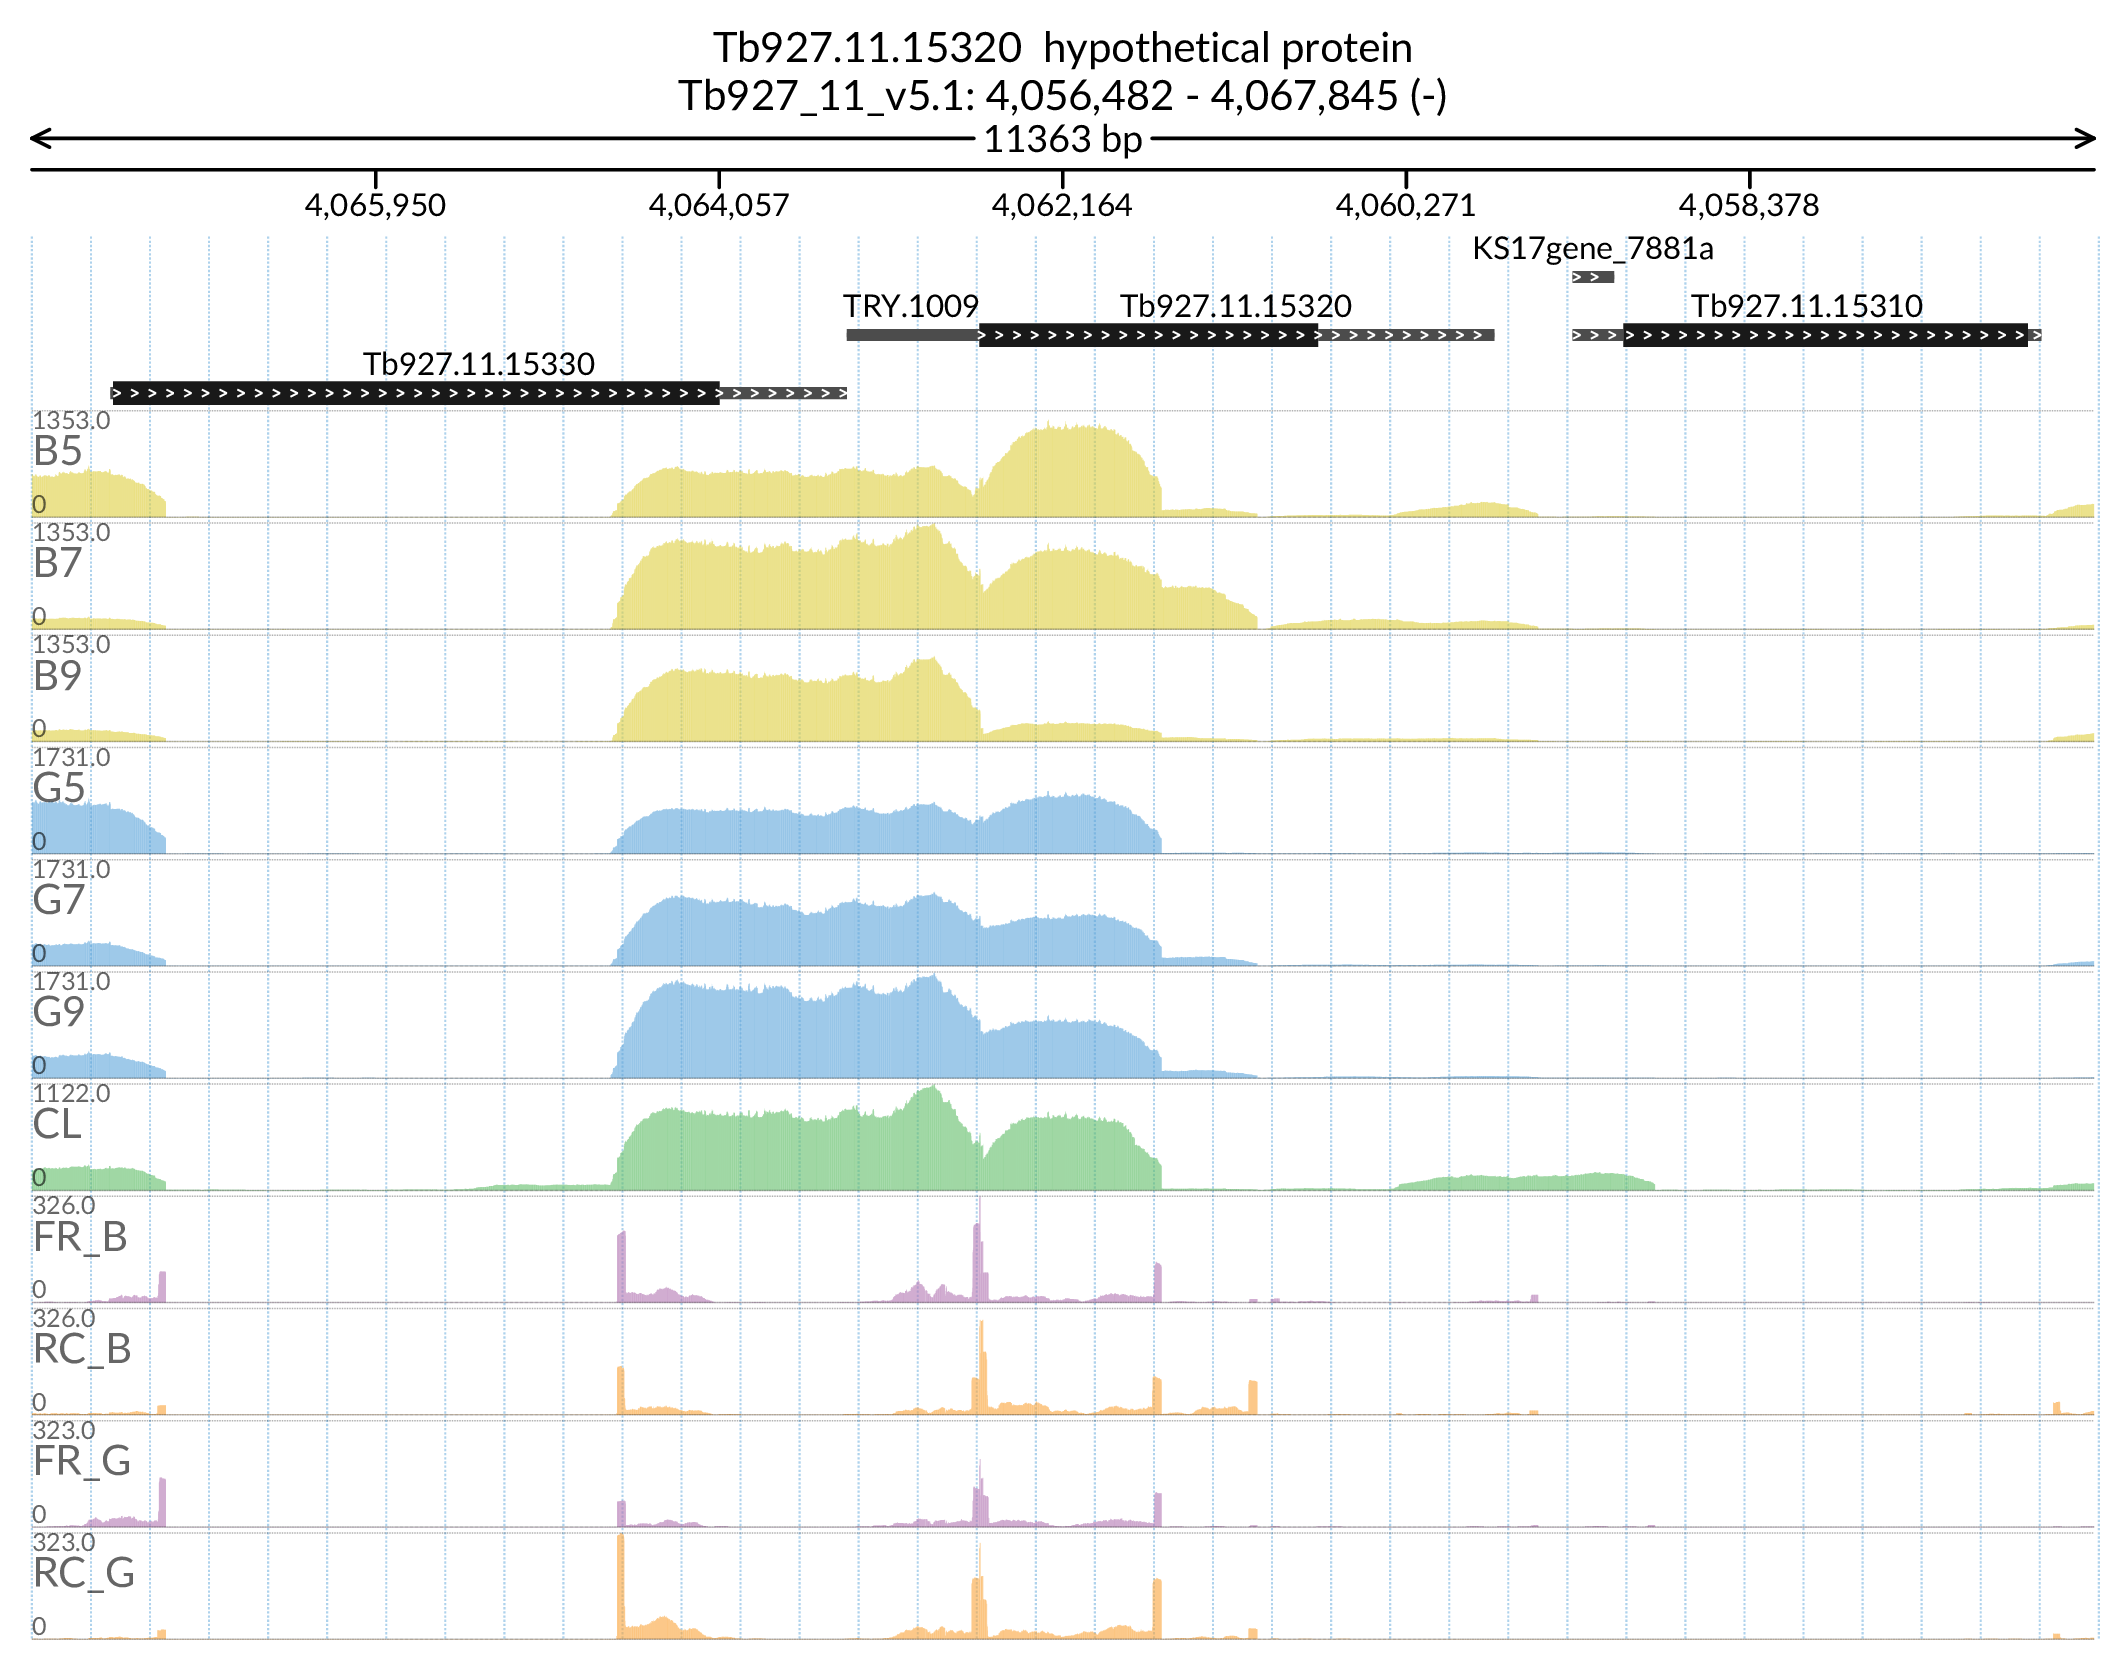 Tb927.11.15320 hypothetical protein
Tb927_11_v5.1: 4,056,482 - 4,067,845 (-)
11363 bp
4,065,950 4,064,057 4,062,164 4,060,271 4,058,378
KS17gene_7881a
TRY.1009 Tb927.11.15320 Tb927.11.15310
Tb927.11.15330
1353.0
B5
0
1353.0
B7
0
1353.0
B9
0
1731.0
G5
0
1731.0
G7
0
1731.0
G9
0
1122.0
CL
0
326.0
FR_B
0
326.0
RC_B
0
323.0
FR_G
0
323.0
RC_G
0